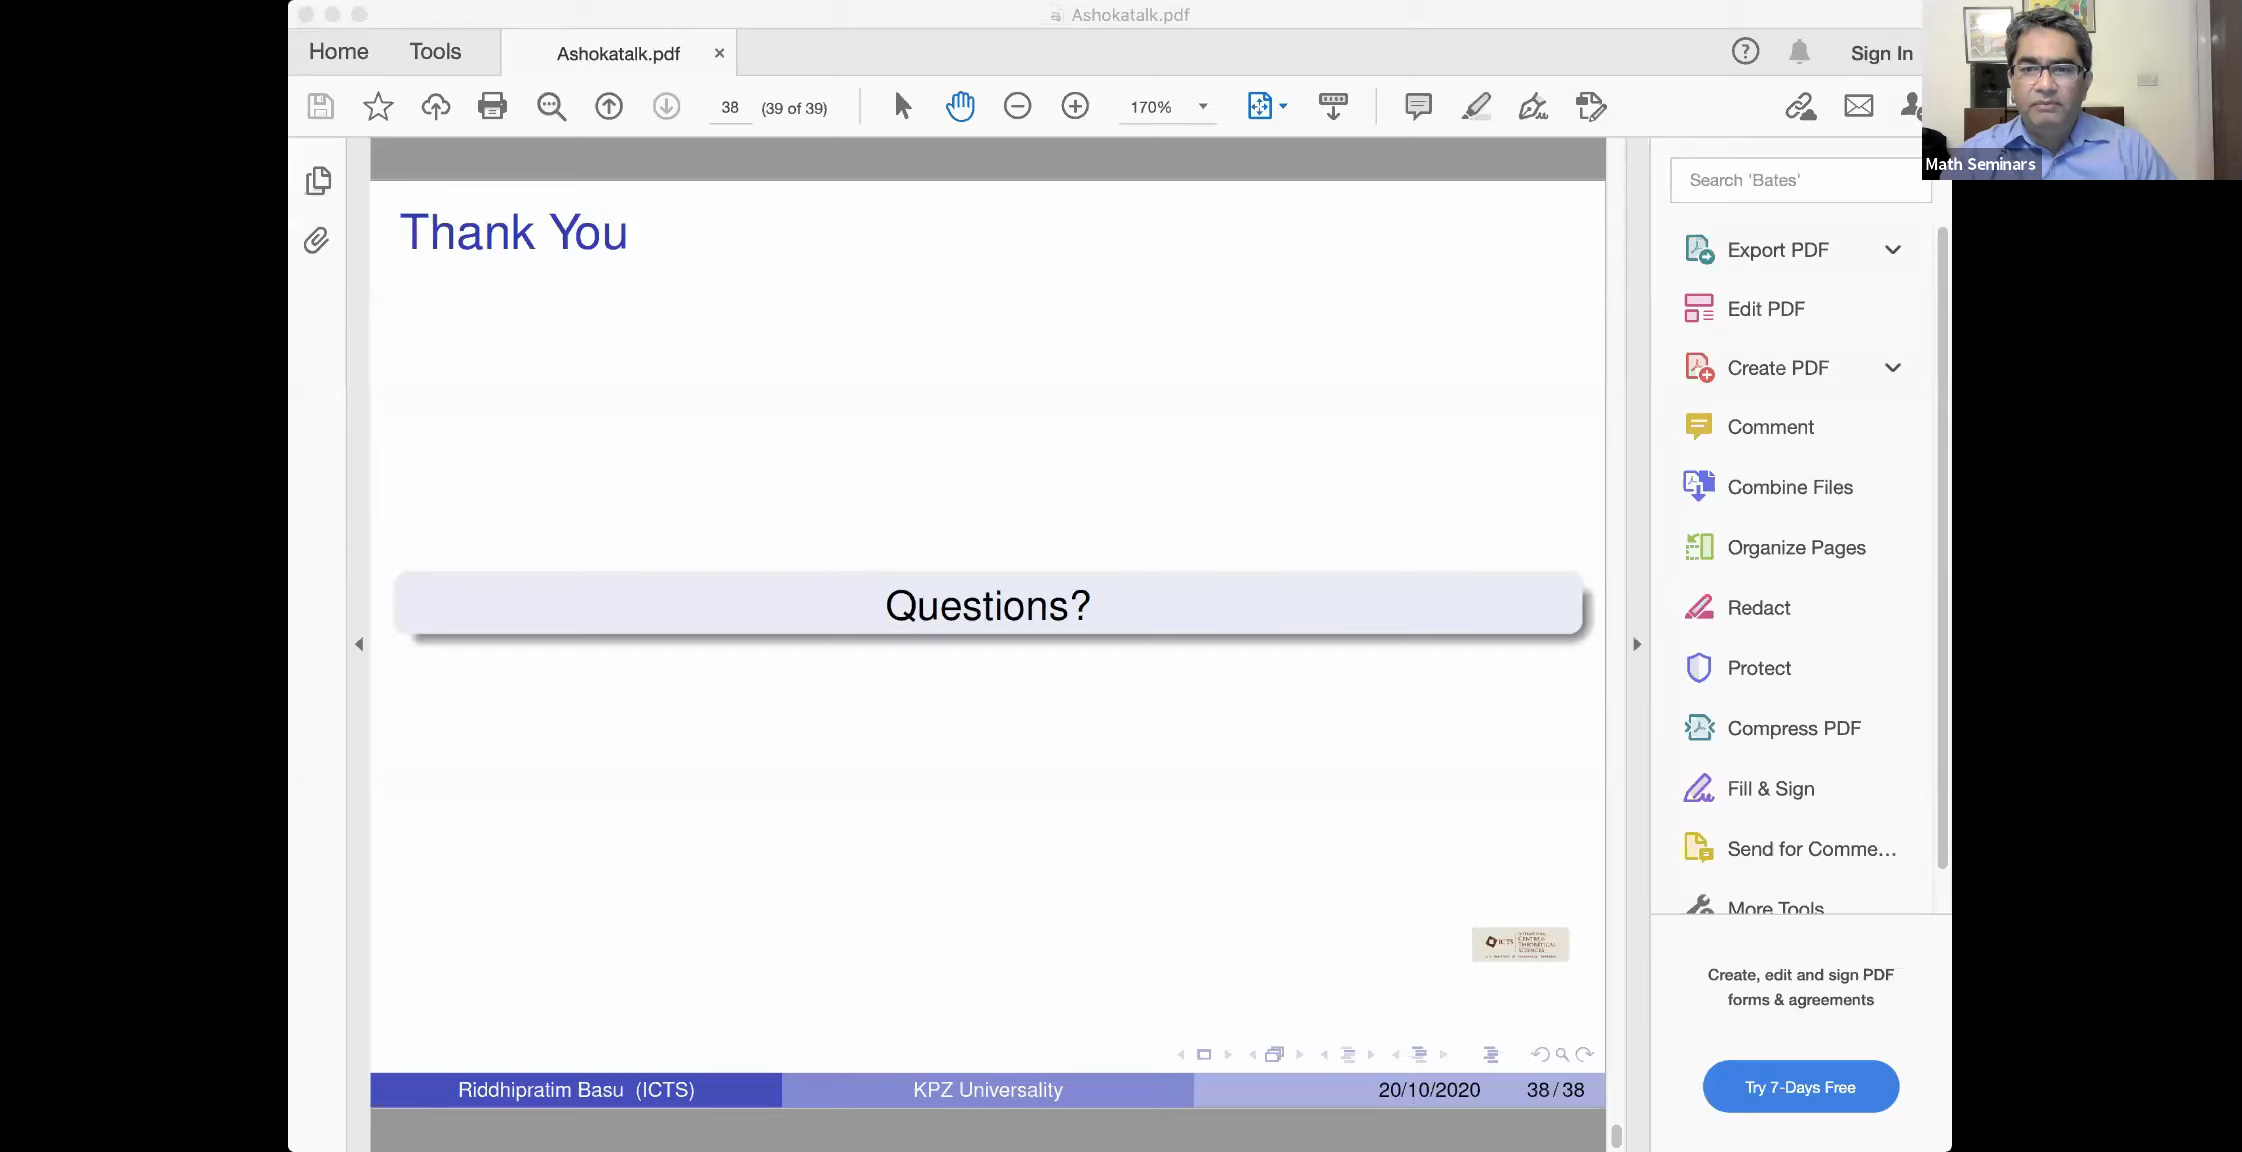 Ashokatalk.pdf
Home
Tools
Ashokatalk.pdf
Sign In
38
(39 of 39)
170%
Math Seminars
Search 'Bates'
Thank You
Export PDF
Edit PDF
Create PDF
Comment
Combine Files
Organize Pages
Questions?
Redact
Protect
Compress PDF
Fill & Sign
Send for Comme...
More Tools
ICTS
Create, edit and sign PDF
forms & agreements
Try 7-Days Free
Riddhipratim Basu (ICTS)
KPZ Universality
20/10/2020
38 / 38